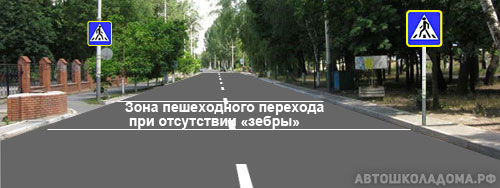 Зона пешеходного перехода
при отсутствии «зебры»
АВТОШКОЛАДОМА.РФ